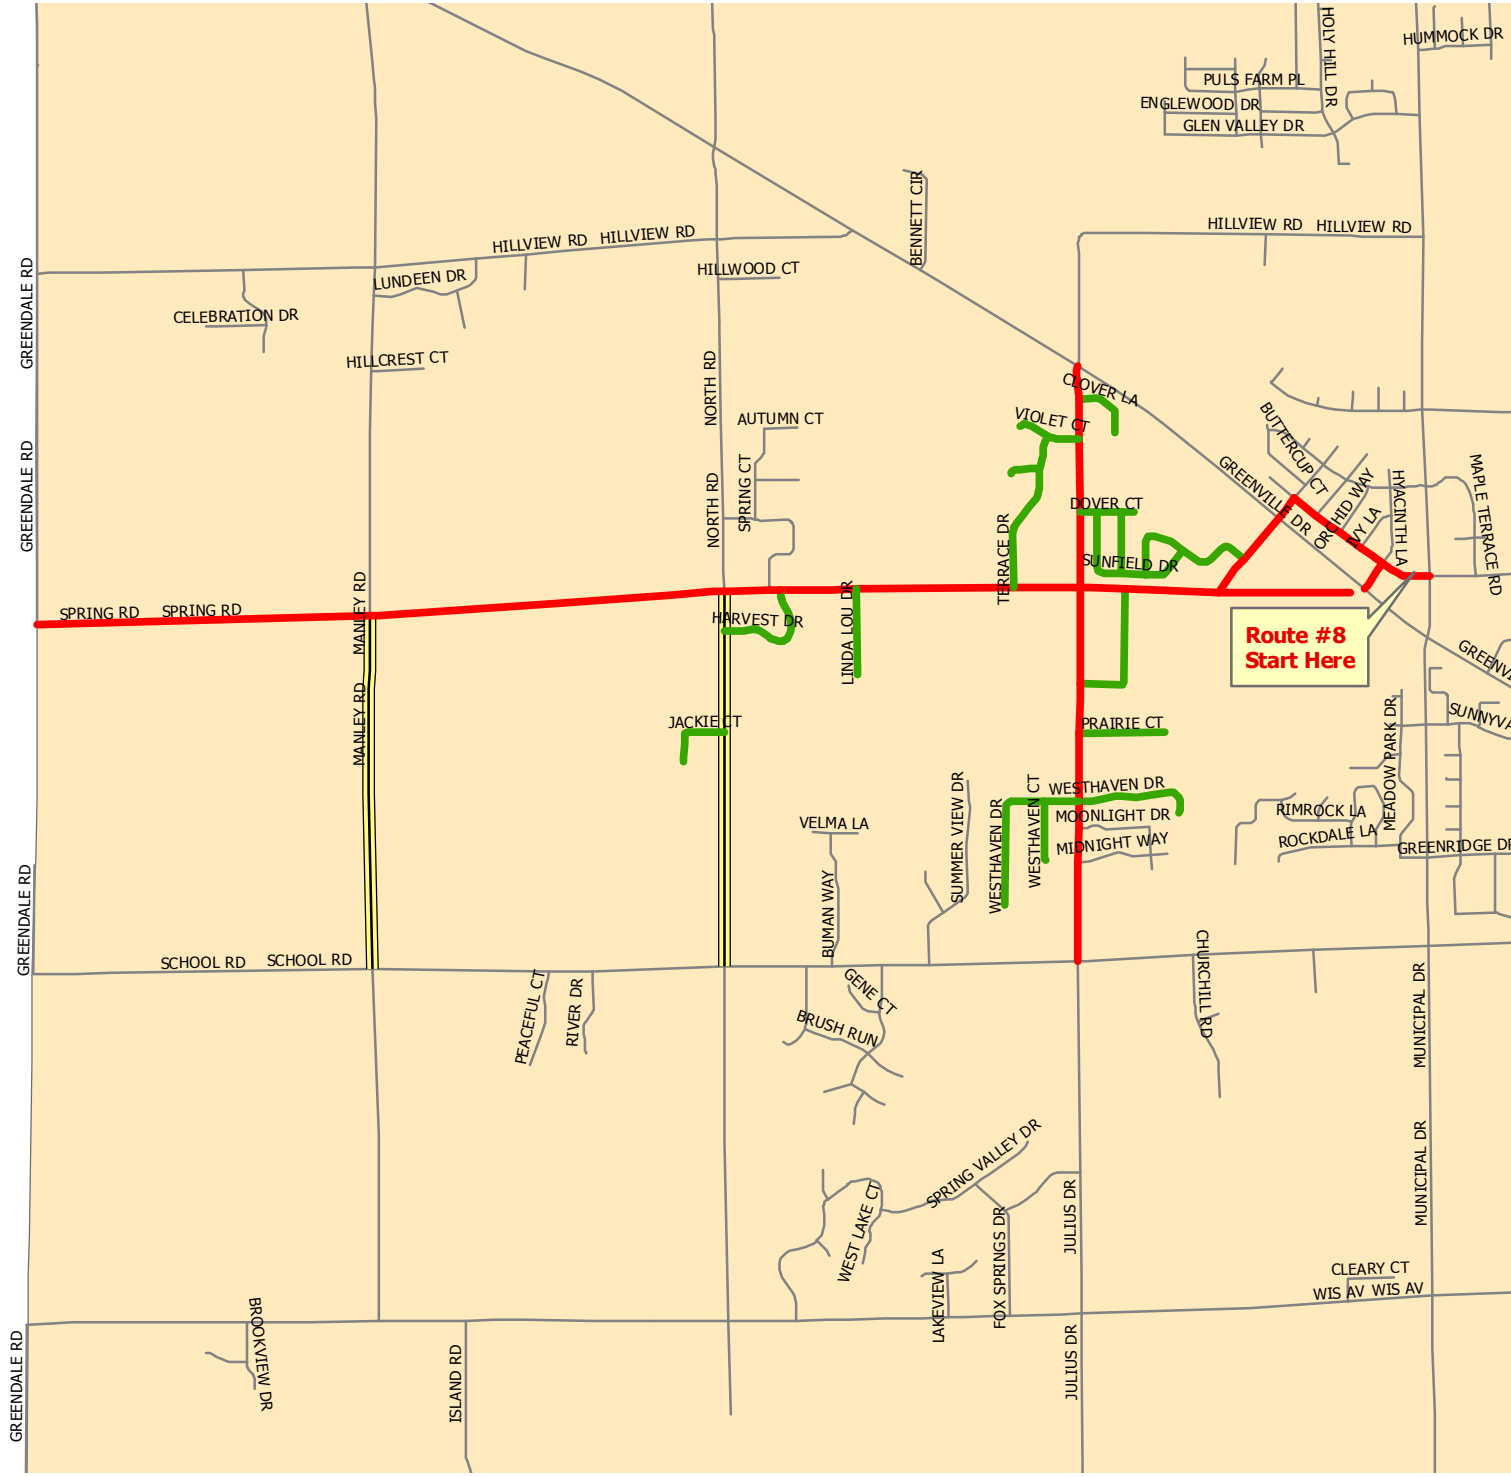 HOLY HILL DR
HUMMOCK DR
PULS FARM PL
ENGLEWOOD DR
GLEN VALLEY DR
BENNETT CIR
HILLVIEW RD
HILLVIEW RD
HILLVIEW RD
HILLVIEW RD
GREENDALE RD
LUNDEEN DR
HILLWOOD CT
CELEBRATION DR
HILLCREST CT
NORTH RD
CLOVER LA
VIOLET CT
AUTUMN CT
BUTTERCUP CT
GREENDALE RD
NORTH RD
SPRING CT
DOVER CT
GREENVILLE DR
ORCHID WAY
IVY LA
HYACINTH LA
MAPLE TERRACE RD
TERRACE DR
SUNFIELD DR
MANLEY RD
SPRING RD
SPRING RD
HARVEST DR
LINDA LOU DR
Route #8
Start Here
GREENVI
MANLEY RD
JACKIE CT
PRAIRIE CT
MEADOW PARK DR
SUNNYVA
SUMMER VIEW DR
WESTHAVEN DR
WESTHAVEN CT
WESTHAVEN DR
VELMA LA
MOONLIGHT DR
MIDNIGHT WAY
RIMROCK LA
ROCKDALE LA
GREENRIDGE DR
GREENDALE RD
BUMAN WAY
SCHOOL RD
SCHOOL RD
PEACEFUL CT
RIVER DR
GENE CT
BRUSH RUN
CHURCHILL RD
MUNICIPAL DR
SPRING VALLEY DR
WEST LAKE CT
JULIUS DR
MUNICIPAL DR
FOX SPRINGS DR
LAKEVIEW LA
CLEARY CT
WIS AV
WIS AV
BROOKVIEW DR
GREENDALE RD
ISLAND RD
JULIUS DR